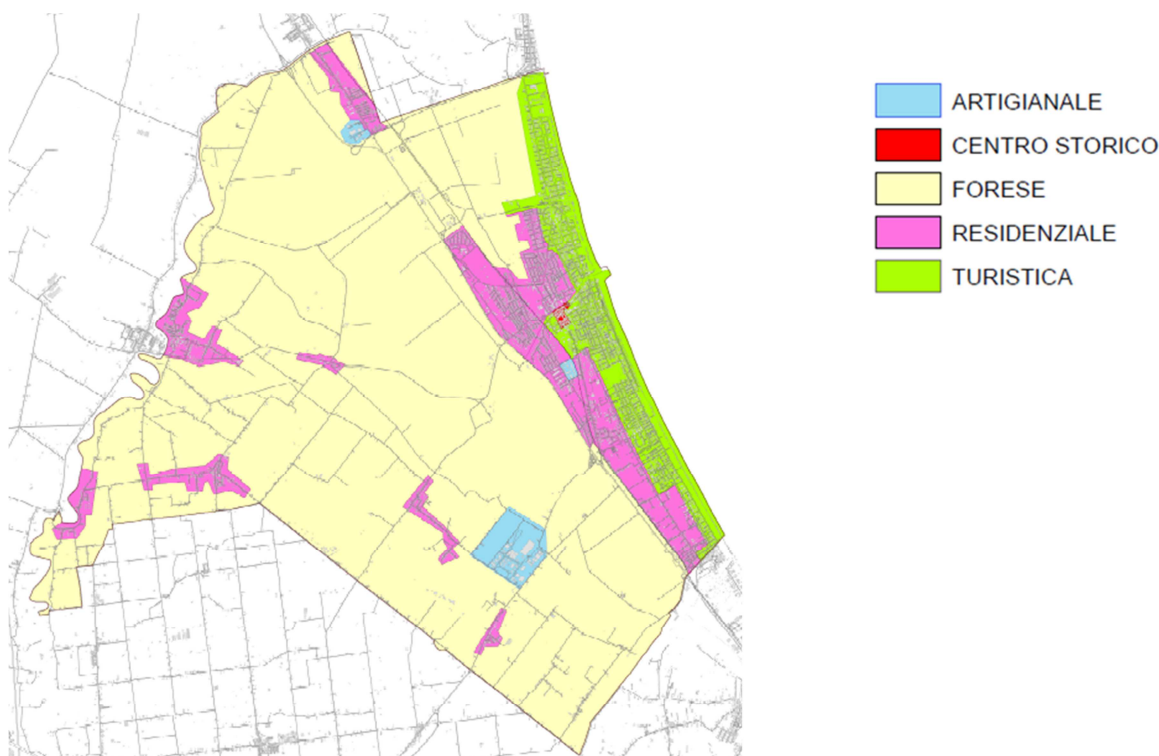 ARTIGIANALE
CENTRO STORICO
FORESE
RESIDENZIALE
TURISTICA